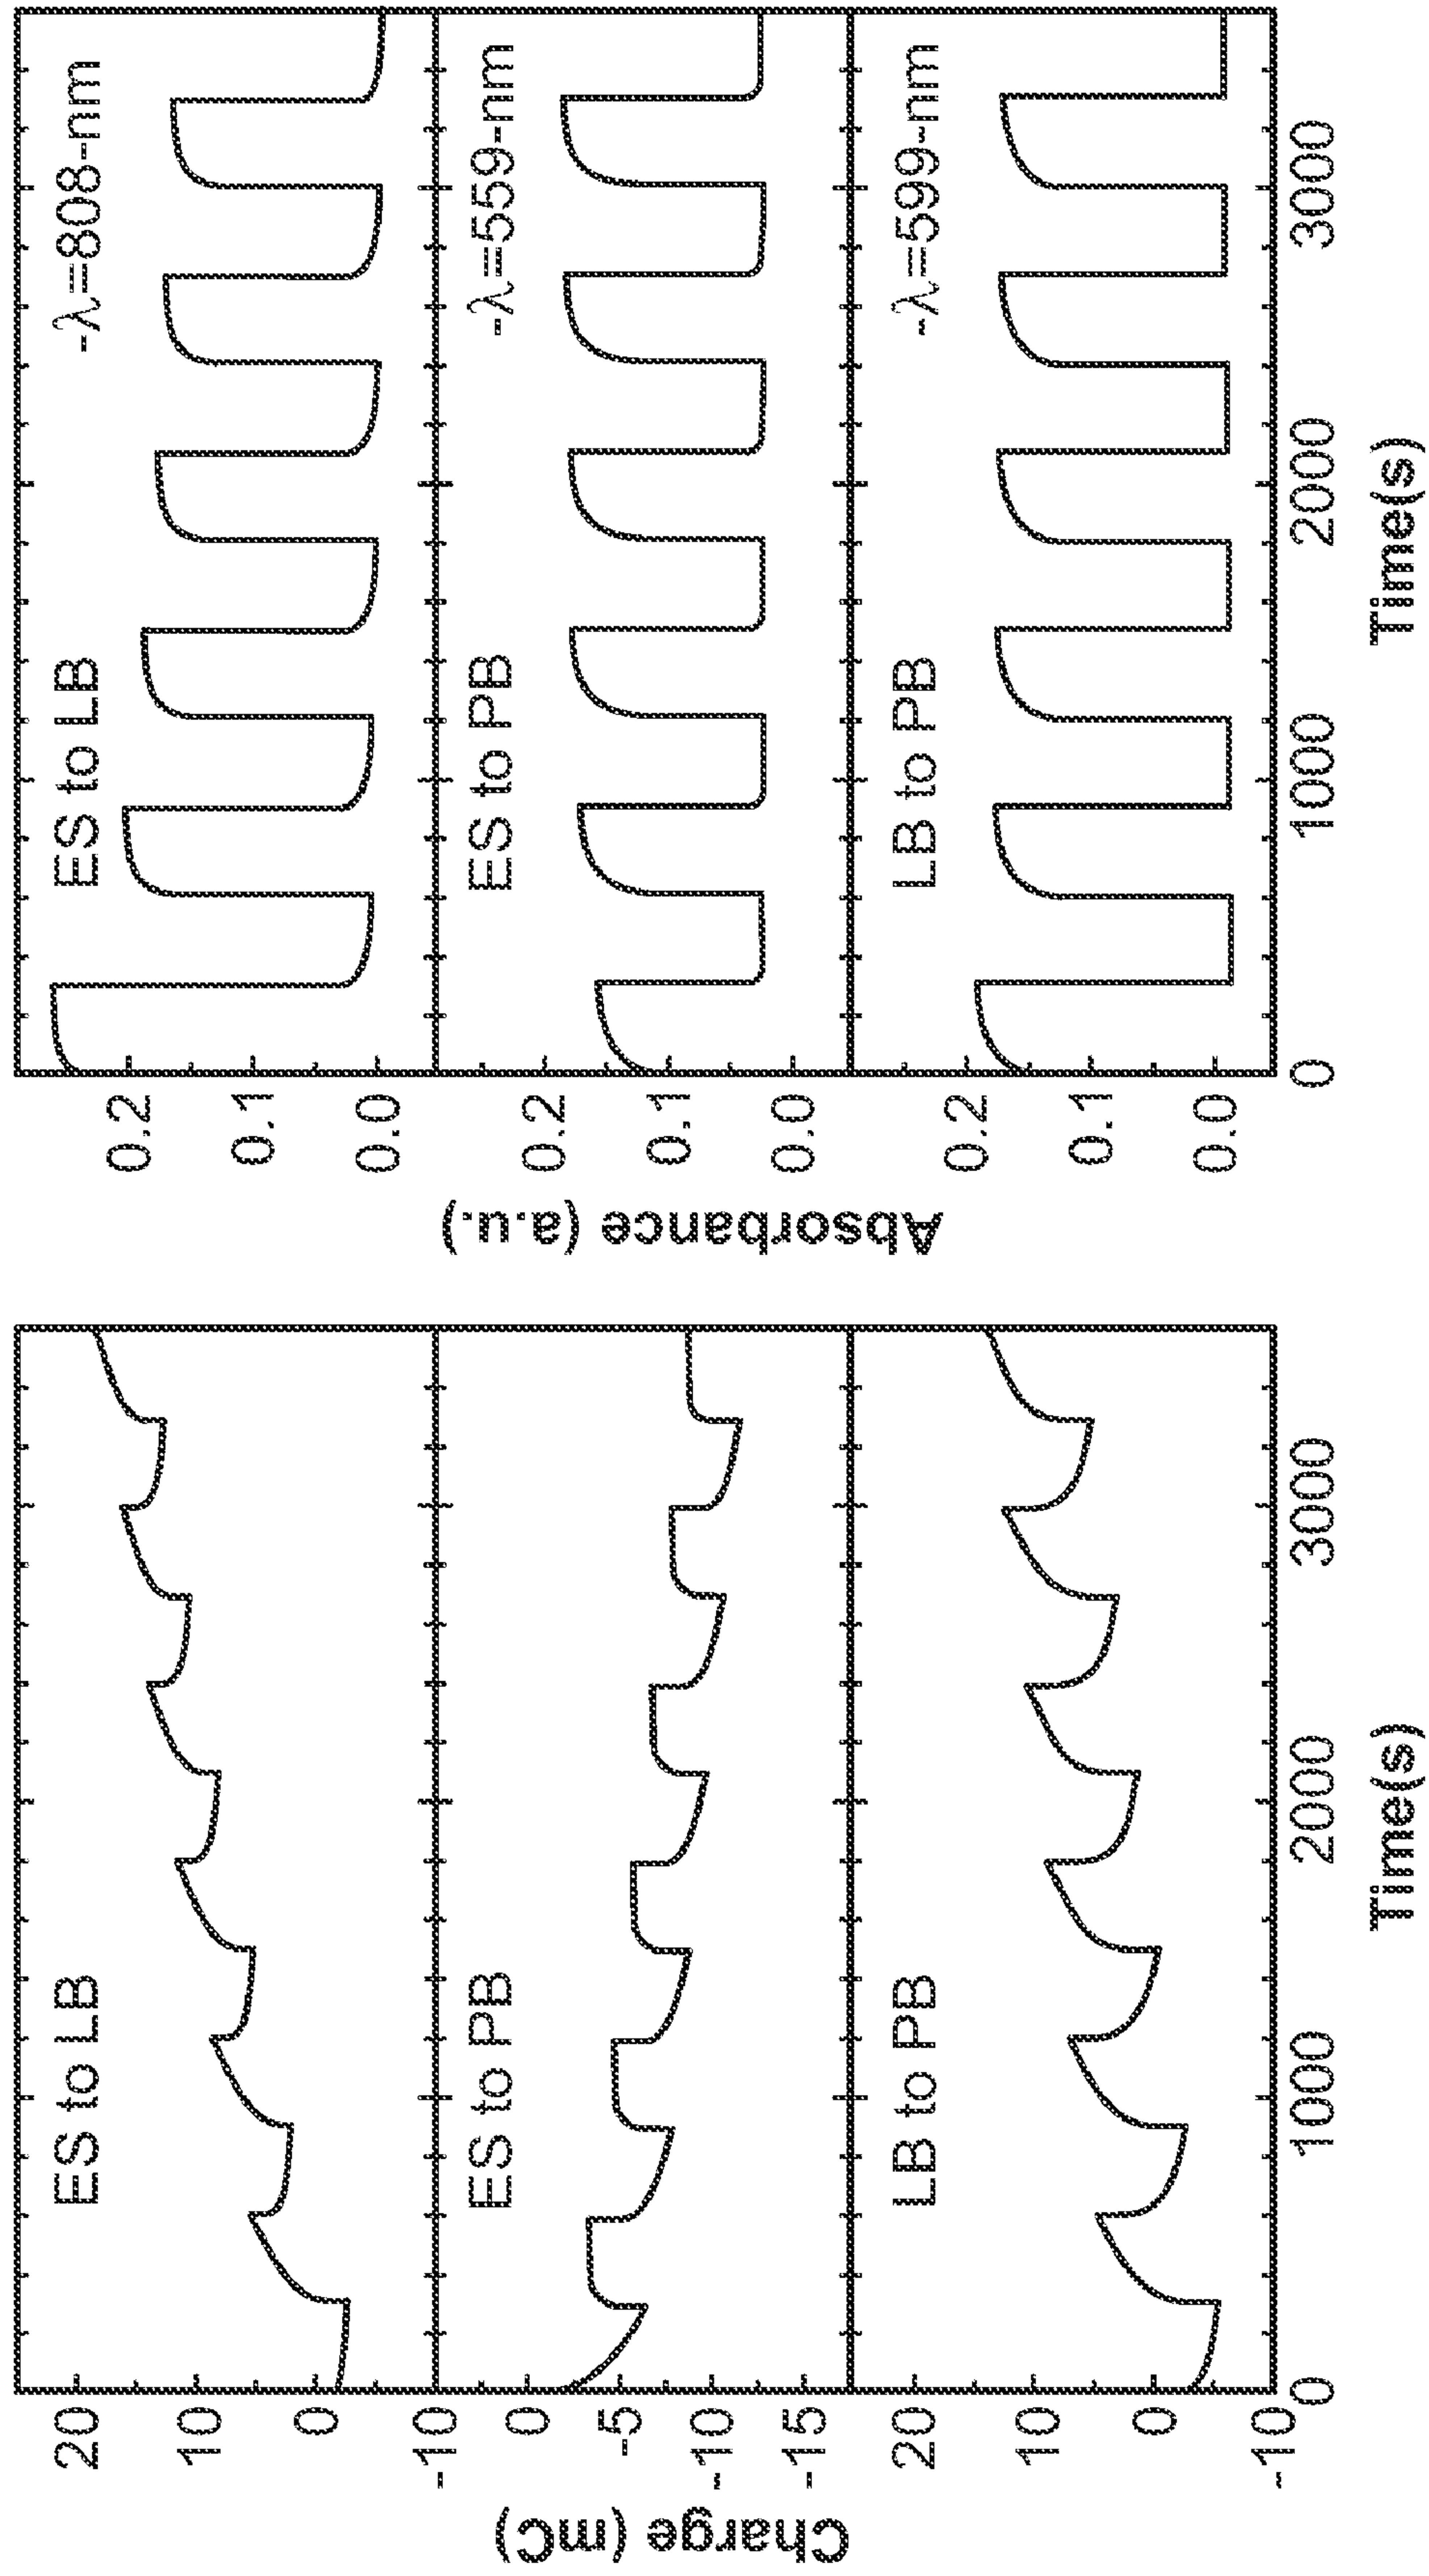 Charge (mC)
20
10
0
-10
ES to LB
0
-5
-10
-15
ES to PB
20
10
0
-10
LB to PB
0
1000
2000
3000
Time(s)
Absorbance (a.u.)
0.2
0.1
0.0
ES to LB
-λ=808-nm
0.2
0.1
0.0
ES to PB
-λ=559-nm
0.2
0.1
0.0
LB to PB
-λ=599-nm
0
1000
2000
3000
Time(s)